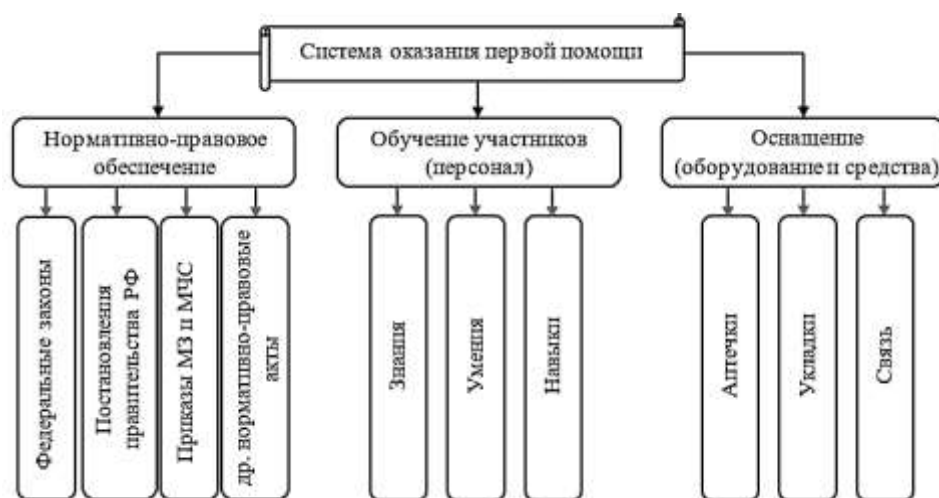 Система оказания первой помощи
Нормативно-правовое
обеспечение
Обучение участников
(персонал)
Оснащение
(оборудование и средства)
Федеральные законы
Постановления
правительства РФ
Приказы МЗ и МЧС
др. нормативно-правовые
акты
Знания
Умения
Навыки
Аптечки
Укладки
Связь